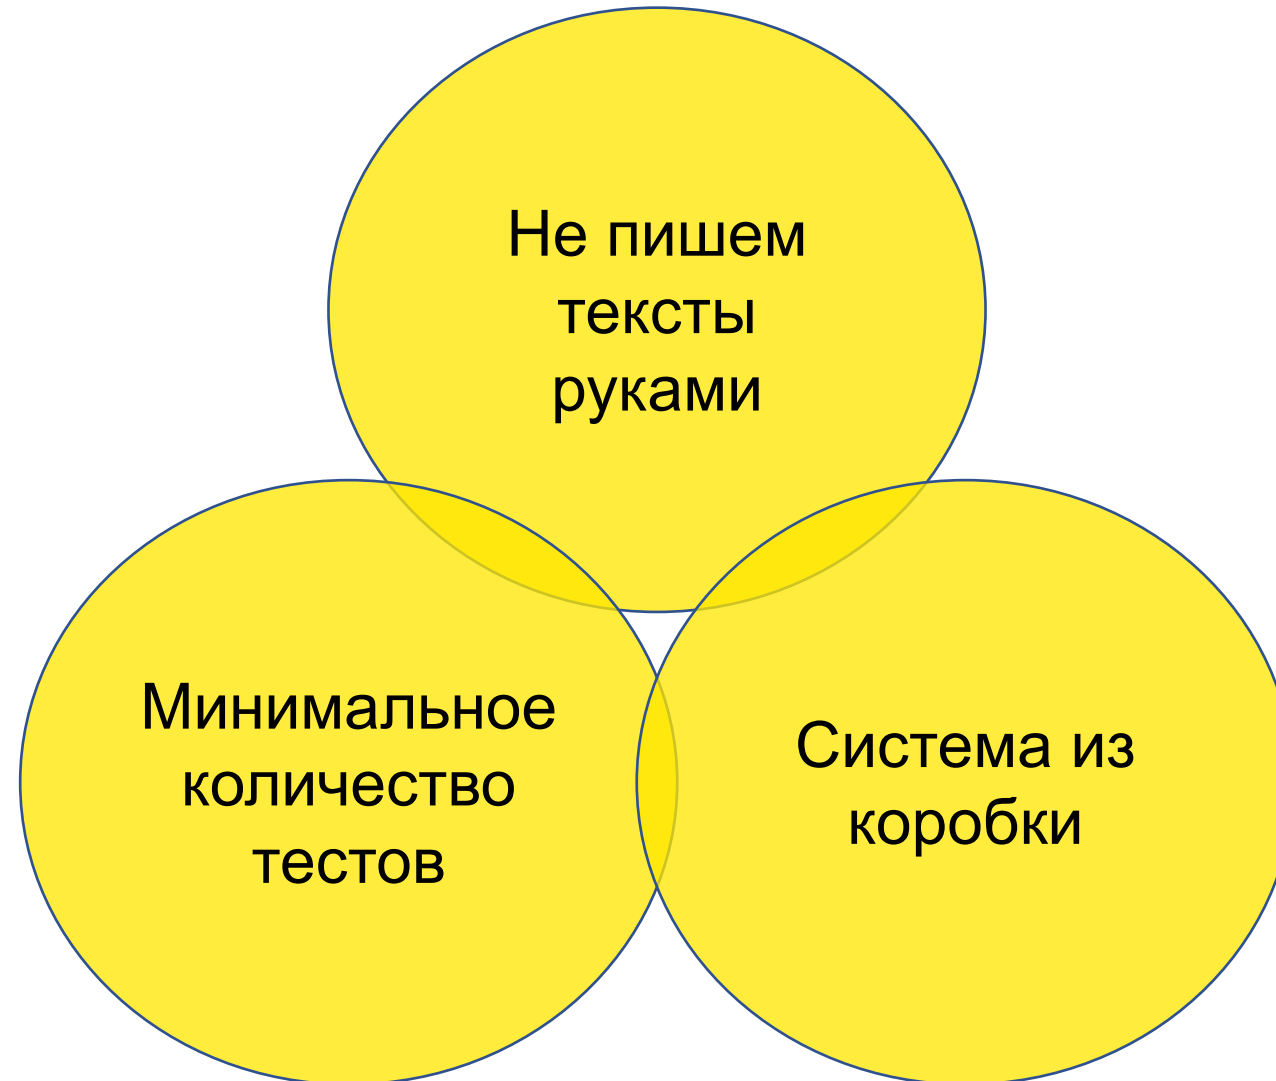 Не пишем
тексты
руками
Минимальное
количество
тестов
Система из
коробки